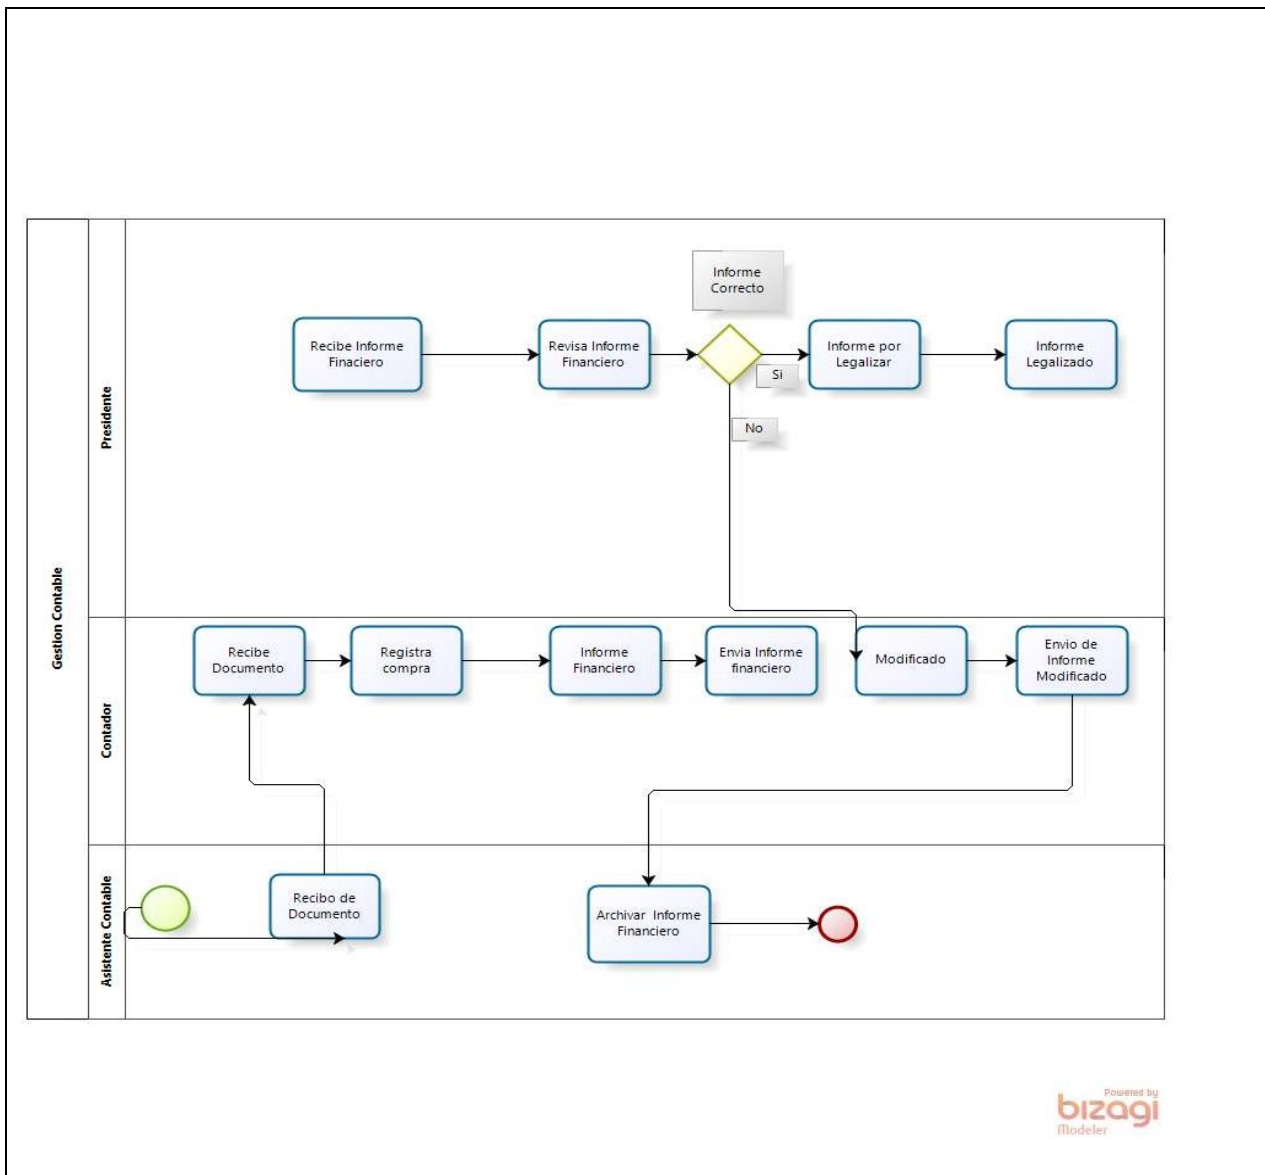 Gestion Contable
Presidente
Informe
Correcto
Recibe Informe
Finaciero
Revisa Informe
Financiero
Si
No
Informe por
Legalizar
Informe
Legalizado
Contador
Recibe
Documento
Registra
compra
Informe
Financiero
Envia Informe
financiero
Modificado
Envio de
Informe
Modificado
Asistente Contable
Recibo de
Documento
Archivar Informe
Financiero
Powered by
bizagi
Modeler